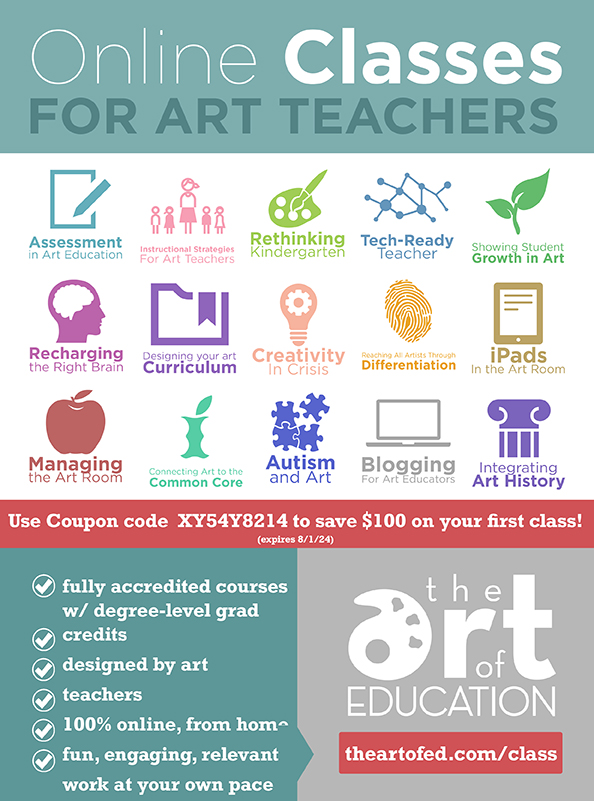 Online Classes
FOR ART TEACHERS
Assessment
in Art Education
Instructional Strategies
For Art Teachers
Rethinking
Kindergarten
Tech-Ready
Teacher
Showing Student
Growth in Art
Recharging
the Right Brain
Designing your art
Curriculum
Creativity
In Crisis
Reaching All Artists Through
Differentiation
iPads
In the Art Room
Managing
the Art Room
Connecting Art to the
Common Core
Autism
and Art
Blogging
For Art Educators
Integrating
Art History
Use Coupon code XY54Y8214 to save $100 on your first class!
(expires 8/1/24)
fully accredited courses
w/ degree-level grad
credits
designed by art
teachers
100% online, from home
fun, engaging, relevant
work at your own pace
the
art
of
EDUCATION
theartofed.com/class